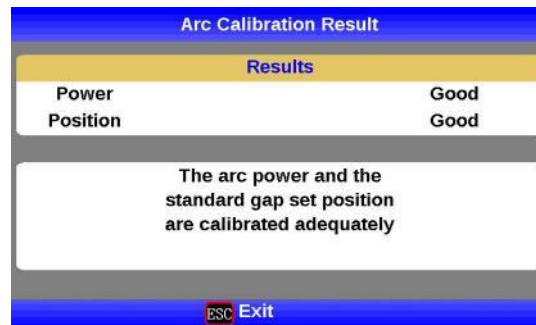 Arc Calibration Result
Results
Power Good
Position Good
The arc power and the
standard gap set position
are calibrated adequately
ESC Exit